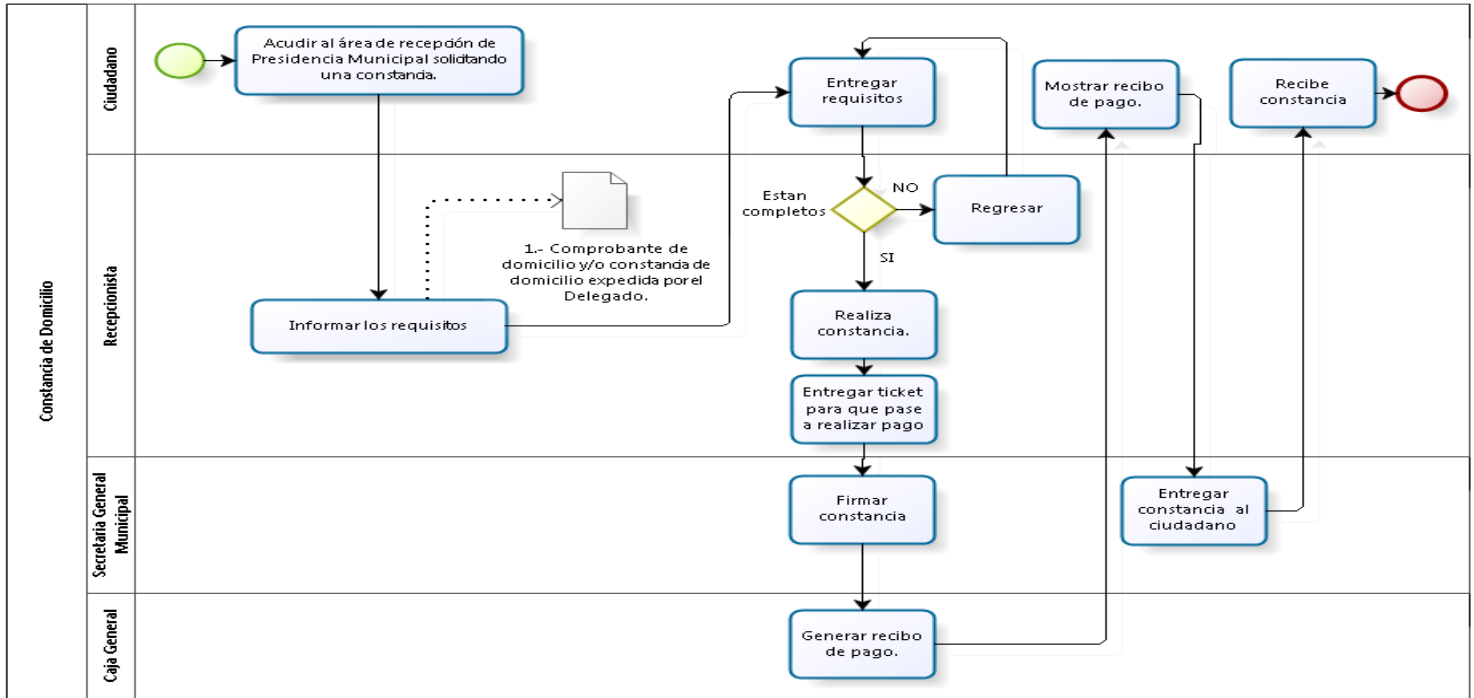 Constancia de Domicilio
Ciudadano
Acudir al área de recepción de
Presidencia Municipal solicitando
una constancia.
Entregar
requisitos
Mostrar recibo
de pago.
Recibe
constancia
Recepcionista
Informar los requisitos
1.- Comprobante de
domicilio y/o constancia de
domicilio expedida por el
Delegado.
Estan
completos
NO
Regresar
SI
Realiza
constancia.
Entregar ticket
para que pase
a realizar pago
Secretaria General
Municipal
Firmar
constancia
Entregar
constancia al
ciudadano
Caja General
Generar recibo
de pago.